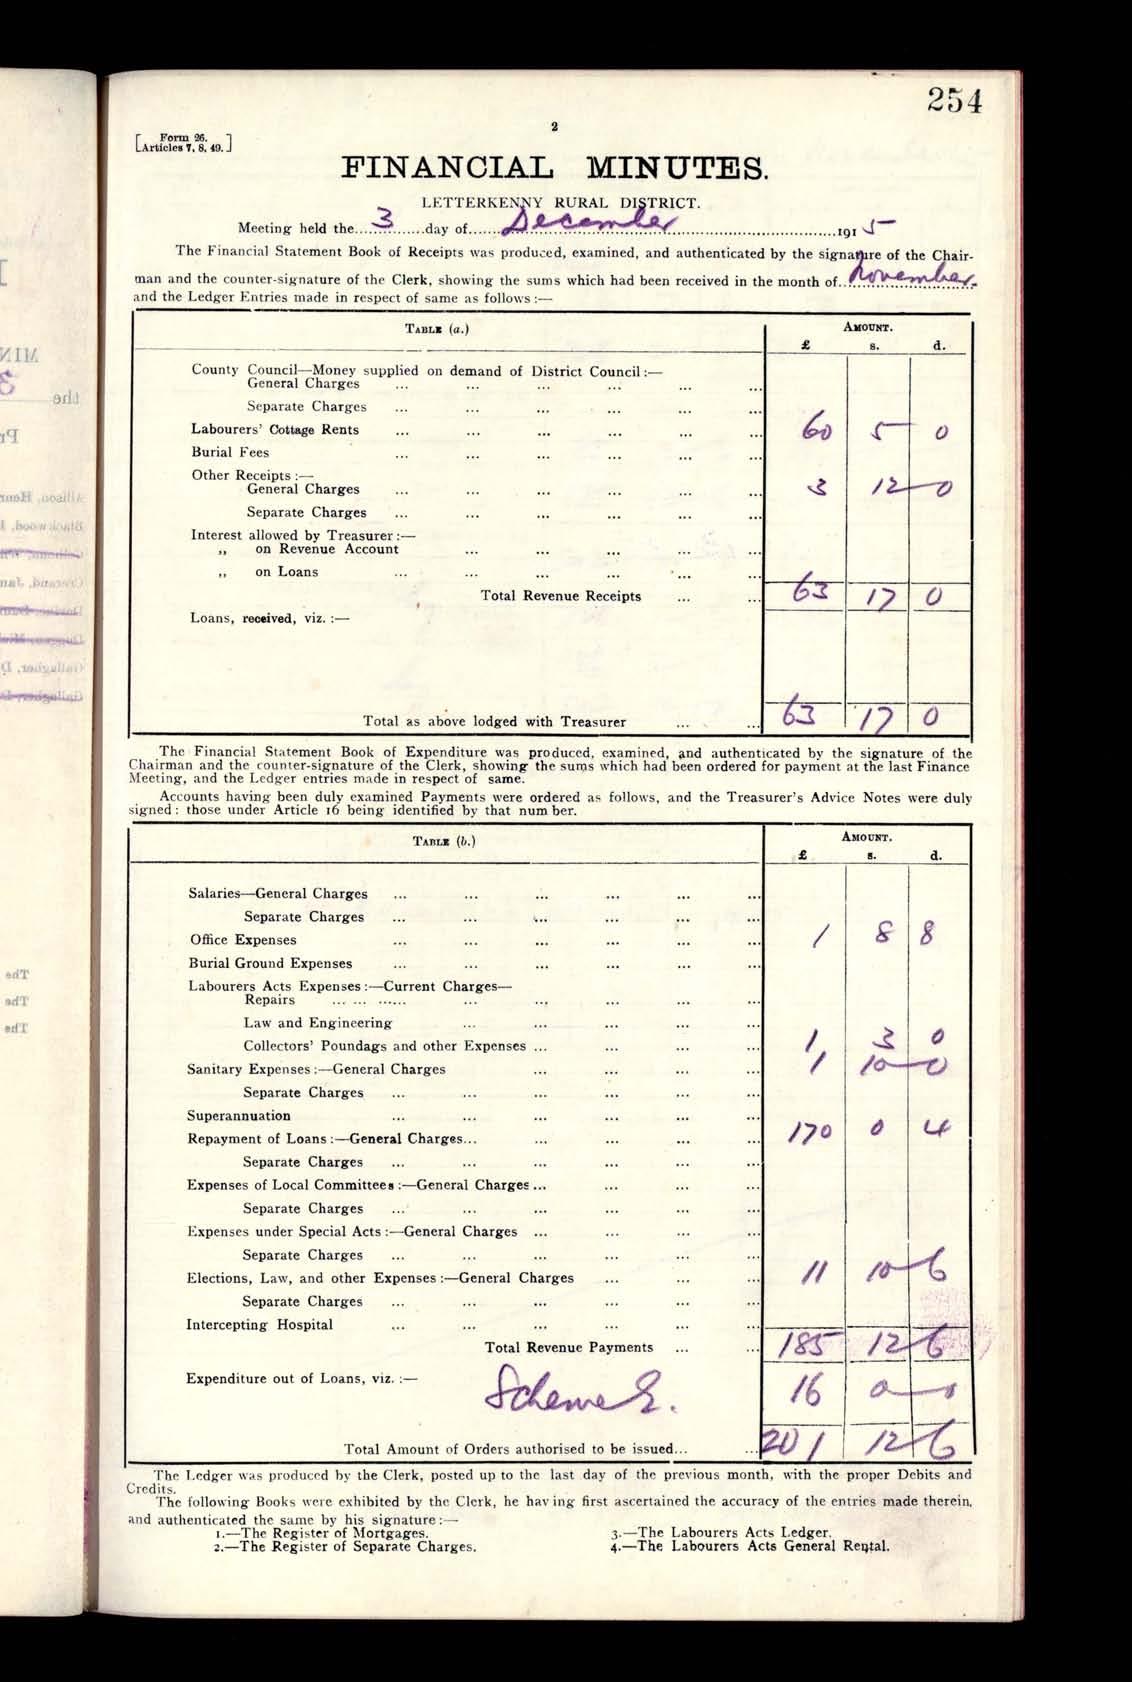 254
2
[Form 26.
Articles 7, 8, 49.]
FINANCIAL MINUTES.
LETTERKENNY RURAL DISTRICT.
Meeting held the...3...day of...December...191 5
The Financial Statement Book of Receipts was produced, examined, and authenticated by the signature of the Chair-
man and the counter-signature of the Clerk, showing the sums which had been received in the month of...November.
and the Ledger Entries made in respect of same as follows :—
TABLE (a.) AMOUNT.
£ s. d.
County Council—Money supplied on demand of District Council :—
General Charges ... ... ... ... ... ...
Separate Charges ... ... ... ... ... ...
Labourers' Cottage Rents ... ... ... ... ... ... 60 5 0
Burial Fees ... ... ... ... ... ...
Other Receipts :—
General Charges ... ... ... ... ... ... 3 12 0
Separate Charges ... ... ... ... ... ...
Interest allowed by Treasurer :—
„ on Revenue Account ... ... ... ... ...
„ on Loans ... ... ... ... ... ...
Total Revenue Receipts ... ... 63 17 0
Loans, received, viz. :—
Total as above lodged with Treasurer ... ... 63 17 0
The Financial Statement Book of Expenditure was produced, examined, and authenticated by the signature of the
Chairman and the counter-signature of the Clerk, showing the sums which had been ordered for payment at the last Finance
Meeting, and the Ledger entries made in respect of same.
Accounts having been duly examined Payments were ordered as follows, and the Treasurer's Advice Notes were duly
signed : those under Article 16 being identified by that number.
TABLE (b.) AMOUNT.
£ s. d.
Salaries—General Charges ... ... ... ... ... ...
Separate Charges ... ... ... ... ... ...
Office Expenses ... ... ... ... ... ... 1 8 8
Burial Ground Expenses ... ... ... ... ... ...
Labourers Acts Expenses :—Current Charges—
Repairs ... ... ...... ... ... ... ... ...
Law and Engineering ... ... ... ... ...
Collectors' Poundags and other Expenses ... ... ... ... 1 3 0
Sanitary Expenses :—General Charges ... ... ... ... 1 10 0
Separate Charges ... ... ... ... ... ...
Superannuation ... ... ... ... ... ...
Repayment of Loans :—General Charges... ... ... ... ... 170 0 4
Separate Charges ... ... ... ... ... ...
Expenses of Local Committees :—General Charges ... ... ... ...
Separate Charges ... ... ... ... ... ...
Expenses under Special Acts :—General Charges ... ... ... ...
Separate Charges ... ... ... ... ... ...
Elections, Law, and other Expenses :—General Charges ... ... ... 11 10 6
Separate Charges ... ... ... ... ... ...
Intercepting Hospital ... ... ... ... ... ...
Total Revenue Payments ... ... 185 12 6
Expenditure out of Loans, viz. :— Scheme 16 0 0
Total Amount of Orders authorised to be issued... ... 201 12 6
The Ledger was produced by the Clerk, posted up to the last day of the previous month, with the proper Debits and
Credits.
The following Books were exhibited by the Clerk, he having first ascertained the accuracy of the entries made therein,
and authenticated the same by his signature :—
1.—The Register of Mortgages. 3.—The Labourers Acts Ledger.
2.—The Register of Separate Charges. 4.—The Labourers Acts General Rental.